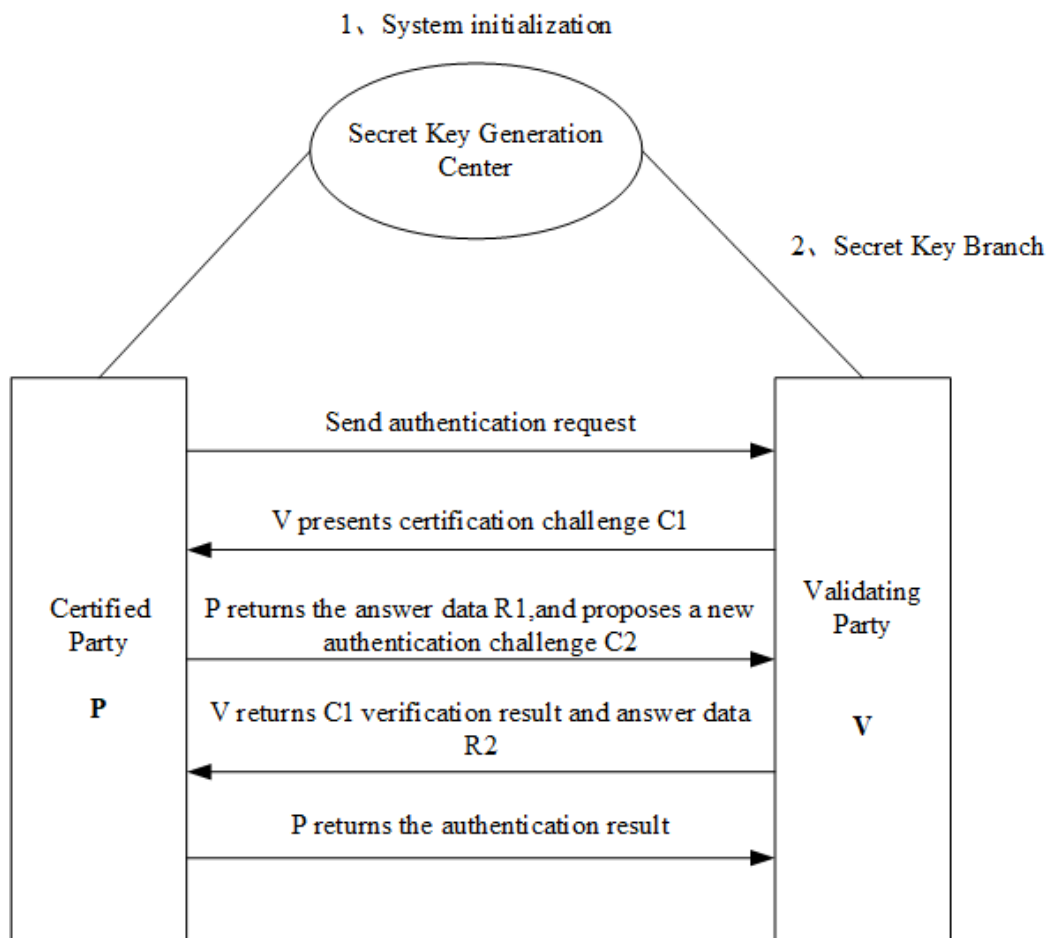 1、System initialization
Secret Key Generation
Center
2、Secret Key Branch
Send authentication request
V presents certification challenge C1
Certified
Party
P
P returns the answer data R1,and proposes a new
authentication challenge C2
V returns C1 verification result and answer data
R2
P returns the authentication result
Validating
Party
V